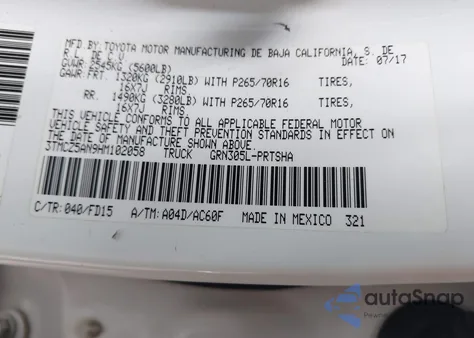 MFD.BY:TOYOTA MOTOR MANUFACTURING DE BAJA CALIFORNIA, S. DE
R.L. DE C.V DATE: 07/17
GVWR 2545KG (5600LB)
GAWR:FRT. 1320KG (2910LB) WITH P265/70R16 TIRES,
16X7J RIMS
RR. 1490KG (3280LB) WITH P265/70R16 TIRES,
16X7J RIMS
THIS VEHICLE CONFORMS TO ALL APPLICABLE FEDERAL MOTOR
VEHICLE SAFETY AND THEFT PREVENTION STANDARDS IN EFFECT ON
THE DATE OF MANUFACTURE SHOWN ABOVE.
3TMCZ5AN9HM102058 TRUCK GRN305L-PRTSHA
C/TR: 040/FD15 A/TM: A04D/AC60F MADE IN MEXICO 321
autoSnap